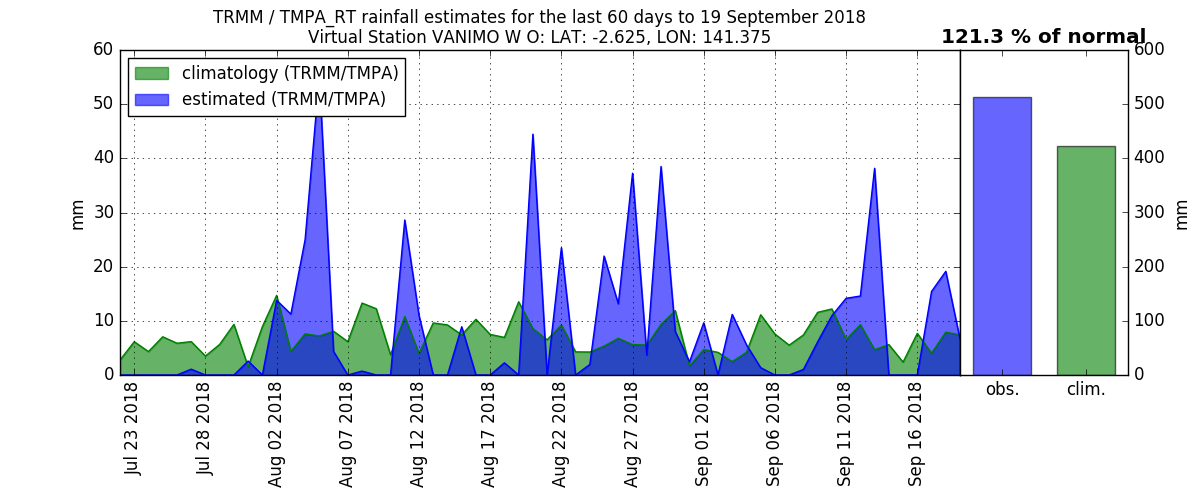 TRMM / TMPA_RT rainfall estimates for the last 60 days to 19 September 2018
Virtual Station VANIMO W O: LAT: -2.625, LON: 141.375
121.3 % of normal
climatology (TRMM/TMPA)
estimated (TRMM/TMPA)
60
50
40
30
20
10
0
mm
Jul 23 2018
Jul 28 2018
Aug 02 2018
Aug 07 2018
Aug 12 2018
Aug 17 2018
Aug 22 2018
Aug 27 2018
Sep 01 2018
Sep 06 2018
Sep 11 2018
Sep 16 2018
obs.
clim.
600
500
400
300
200
100
0
mm